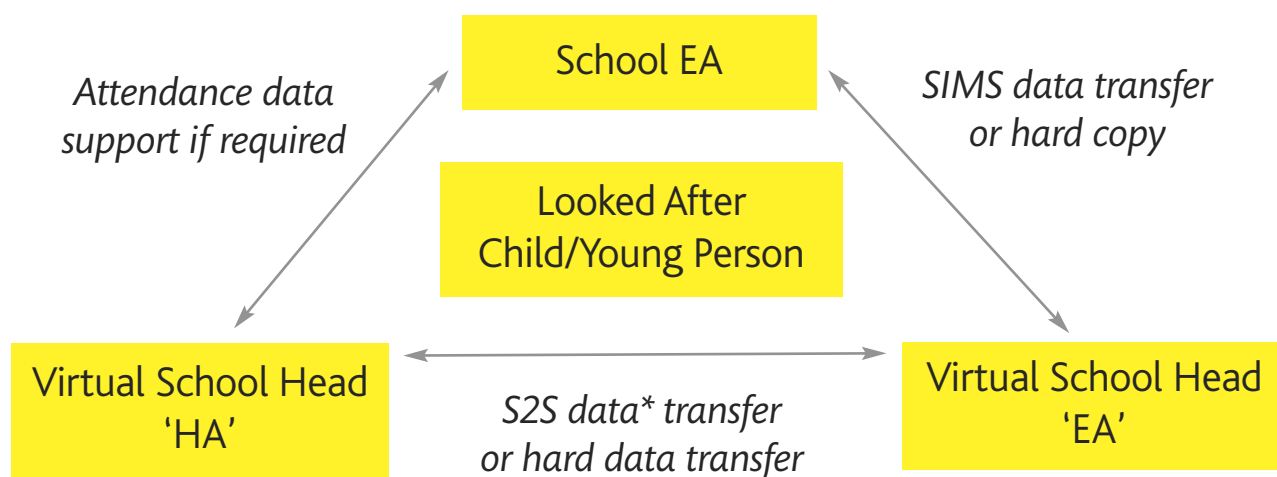 School EA
Attendance data
support if required
SIMS data transfer
or hard copy
Looked After
Child/Young Person
Virtual School Head
‘HA’
S2S data* transfer
or hard data transfer
Virtual School Head
‘EA’